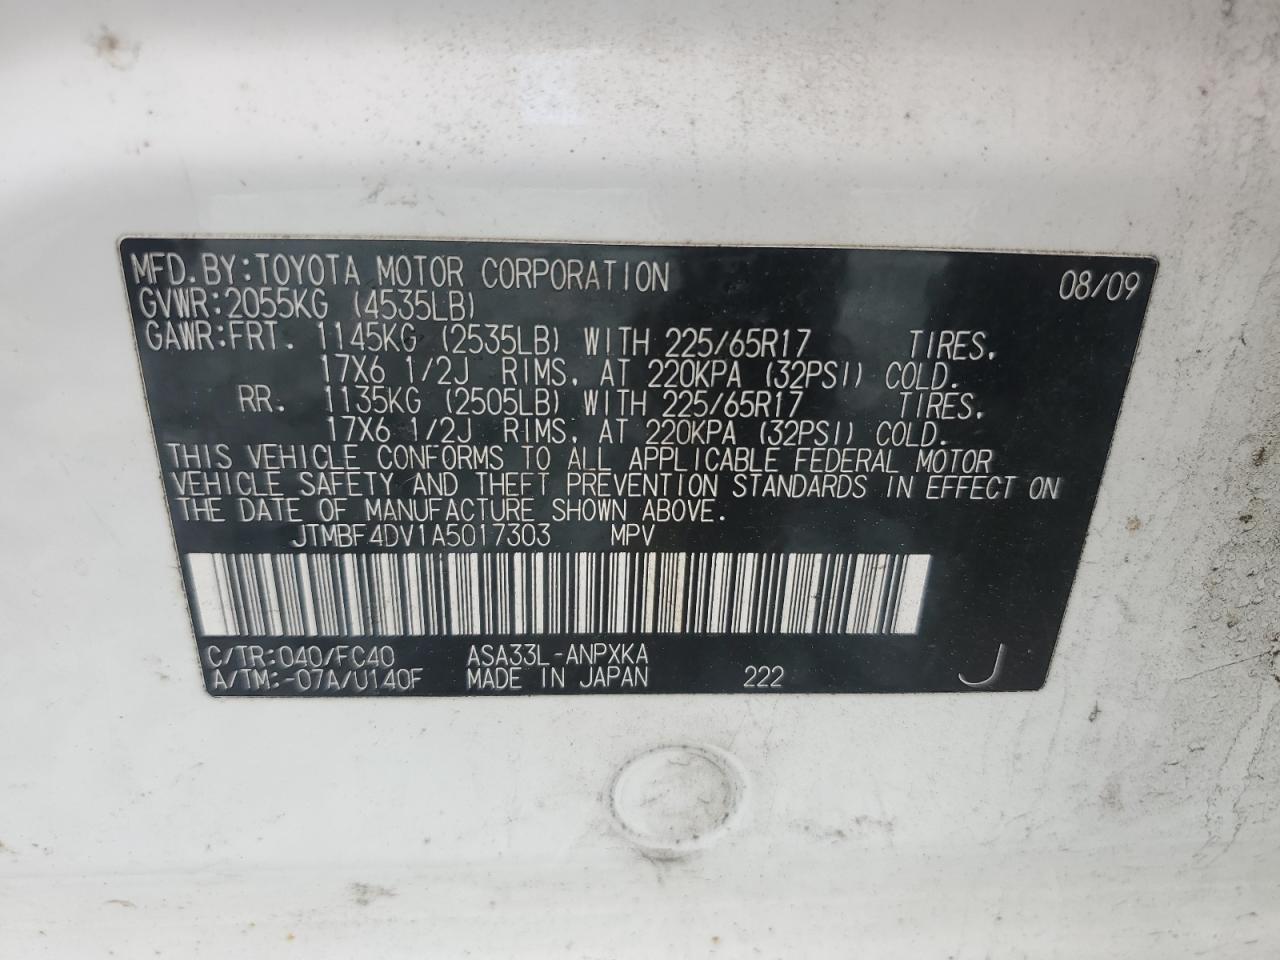 MFD.BY:TOYOTA MOTOR CORPORATION 08/09
GVWR:2055KG (4535LB)
GAWR:FRT. 1145KG (2535LB) WITH 225/65R17 TIRES,
17X6 1/2J RIMS, AT 220KPA (32PSI) COLD.
RR. 1135KG (2505LB) WITH 225/65R17 TIRES,
17X6 1/2J RIMS, AT 220KPA (32PSI) COLD.
THIS VEHICLE CONFORMS TO ALL APPLICABLE FEDERAL MOTOR
VEHICLE SAFETY AND THEFT PREVENTION STANDARDS IN EFFECT ON
THE DATE OF MANUFACTURE SHOWN ABOVE.
JTMBF4DV1A5017303 MPV
C/TR:040/FC40 ASA33L-ANPXKA
A/TM:-07A/U140F MADE IN JAPAN 222 J